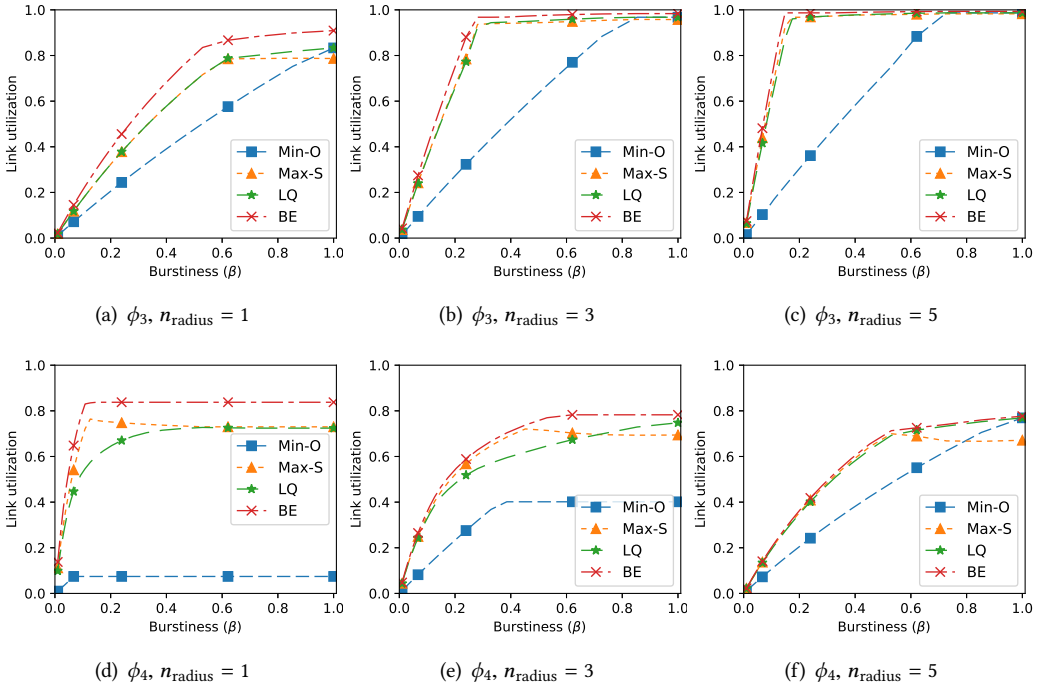 1.0
0.8
0.6
0.4
0.2
0.0
Link utilization
0.0 0.2 0.4 0.6 0.8 1.0
Burstiness (β)
Min-O
Max-S
LQ
BE
(a) ϕ3, nradius = 1
1.0
0.8
0.6
0.4
0.2
0.0
Link utilization
0.0 0.2 0.4 0.6 0.8 1.0
Burstiness (β)
Min-O
Max-S
LQ
BE
(b) ϕ3, nradius = 3
1.0
0.8
0.6
0.4
0.2
0.0
Link utilization
0.0 0.2 0.4 0.6 0.8 1.0
Burstiness (β)
Min-O
Max-S
LQ
BE
(c) ϕ3, nradius = 5
1.0
0.8
0.6
0.4
0.2
0.0
Link utilization
0.0 0.2 0.4 0.6 0.8 1.0
Burstiness (β)
Min-O
Max-S
LQ
BE
(d) ϕ4, nradius = 1
1.0
0.8
0.6
0.4
0.2
0.0
Link utilization
0.0 0.2 0.4 0.6 0.8 1.0
Burstiness (β)
Min-O
Max-S
LQ
BE
(e) ϕ4, nradius = 3
1.0
0.8
0.6
0.4
0.2
0.0
Link utilization
0.0 0.2 0.4 0.6 0.8 1.0
Burstiness (β)
Min-O
Max-S
LQ
BE
(f) ϕ4, nradius = 5